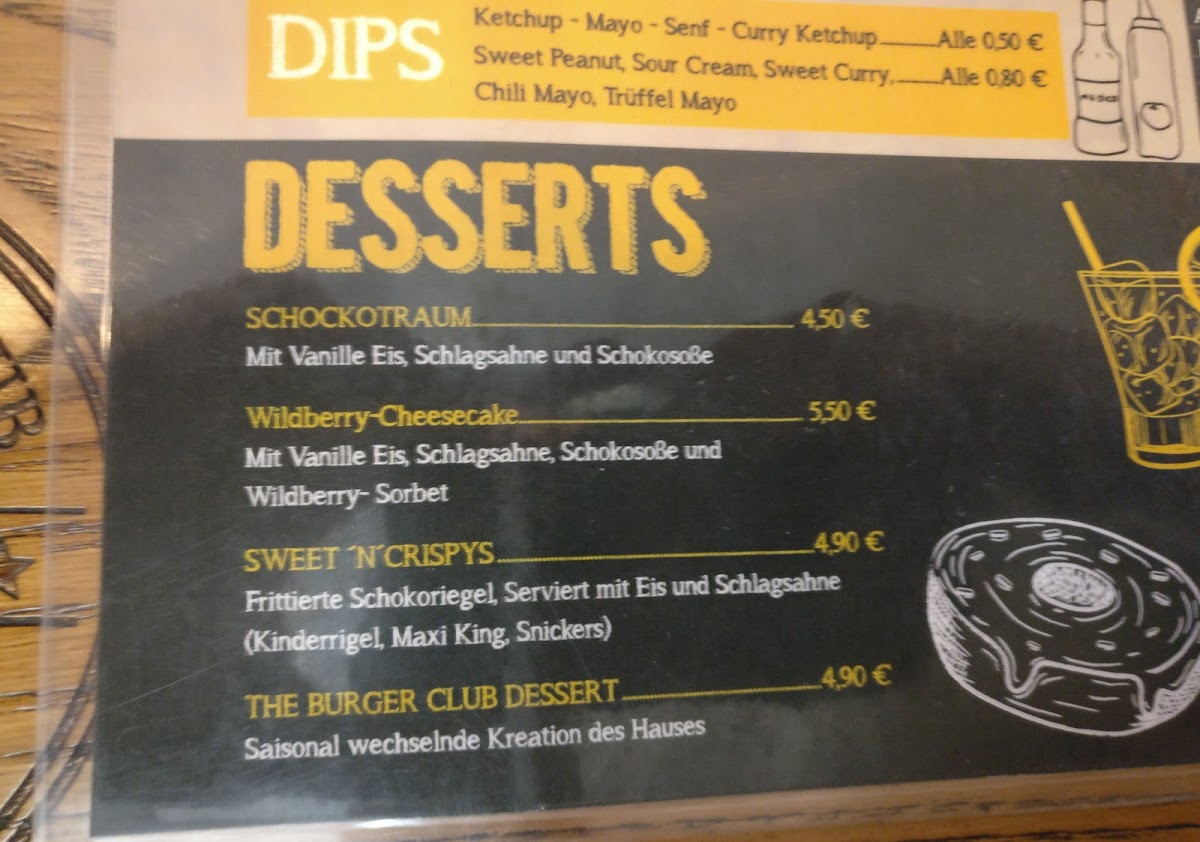 DIPS
Ketchup - Mayo - Senf - Curry Ketchup............Alle 0,50 €
Sweet Peanut, Sour Cream, Sweet Curry,.........Alle 0,80 €
Chili Mayo, Trüffel Mayo
DESSERTS
SCHOCKOTRAUM............ 4,50 €
Mit Vanille Eis, Schlagsahne und Schokosoße
Wildberry-Cheesecake............ 5,50 €
Mit Vanille Eis, Schlagsahne, Schokosoße und
Wildberry- Sorbet
SWEET ´N´CRISPYS............4,90 €
Frittierte Schokoriegel, Serviert mit Eis und Schlagsahne
(Kinderrigel, Maxi King, Snickers)
THE BURGER CLUB DESSERT............4,90 €
Saisonal wechselnde Kreation des Hauses